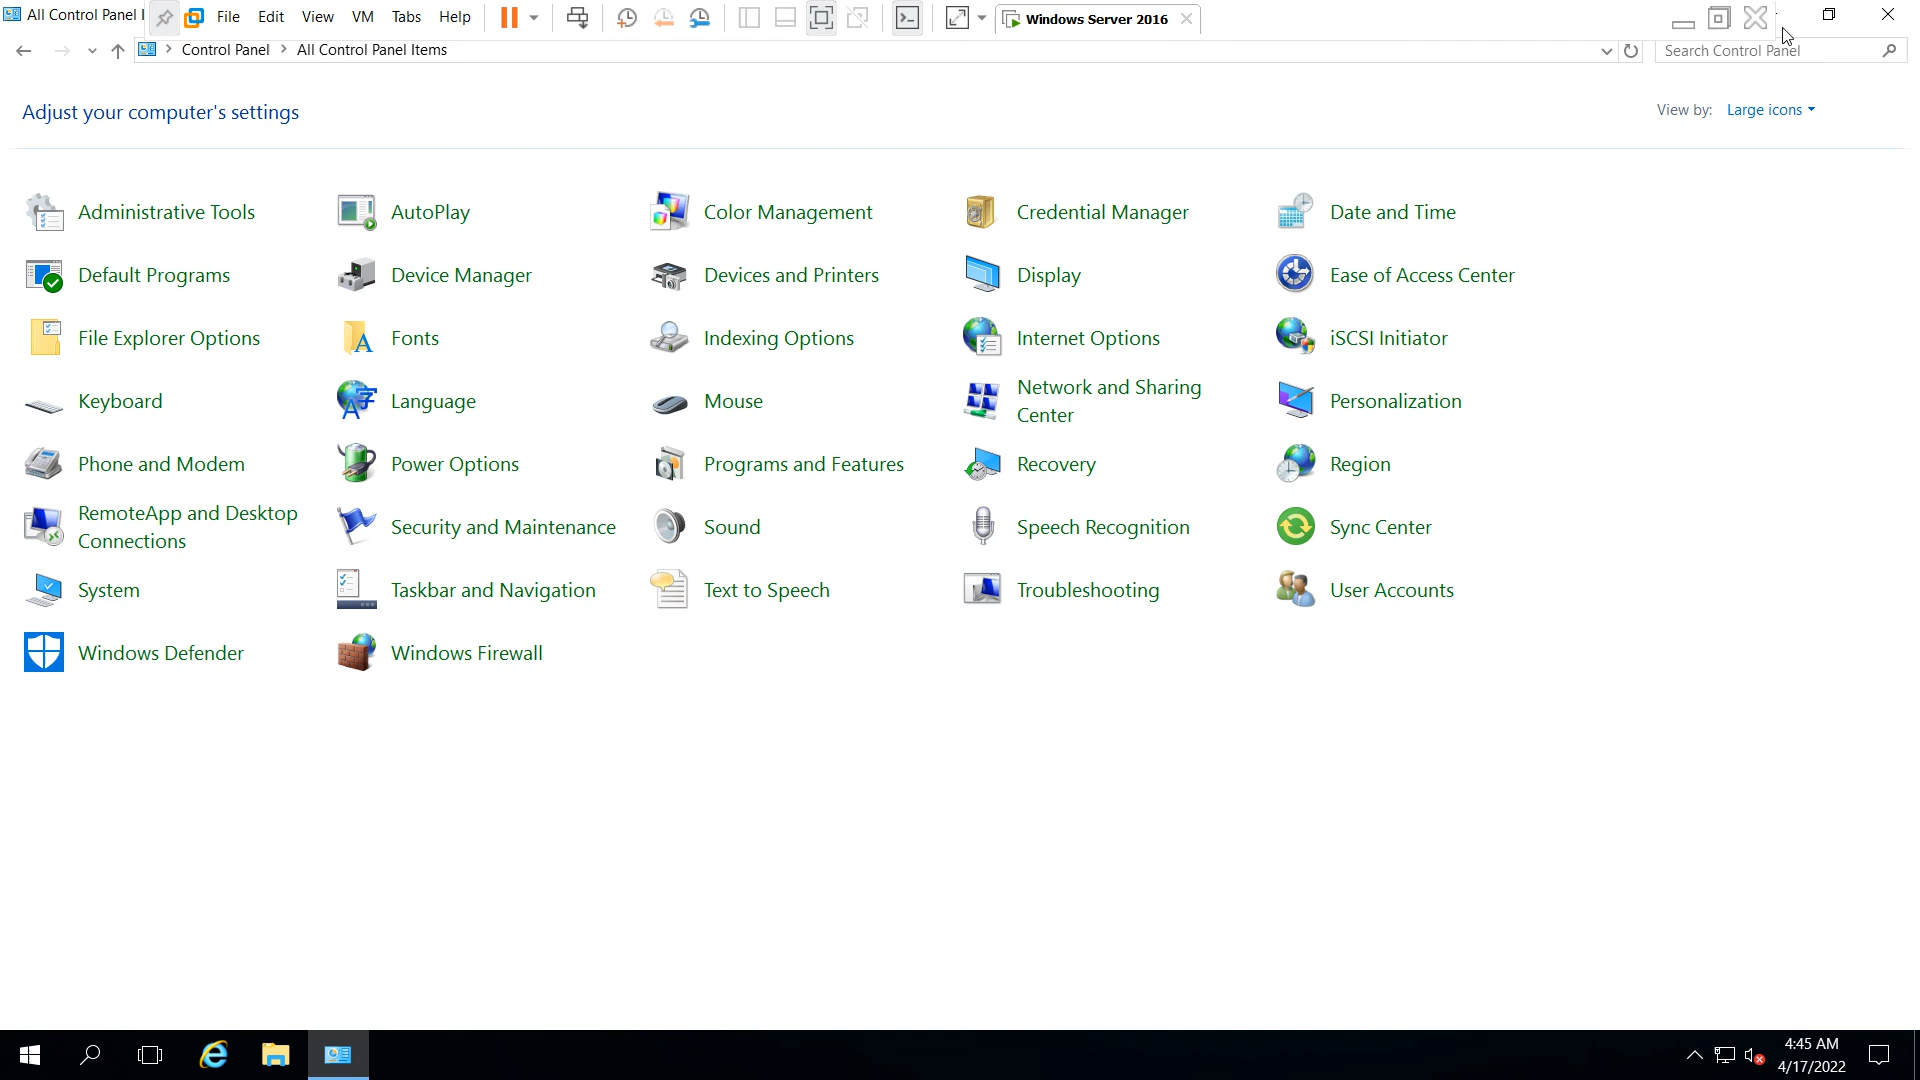 All Control Panel I
File Edit View VM Tabs Help
Windows Server 2016
Control Panel > All Control Panel Items
Search Control Panel
Adjust your computer's settings
View by: Large icons
Administrative Tools
AutoPlay
Color Management
Credential Manager
Date and Time
Default Programs
Device Manager
Devices and Printers
Display
Ease of Access Center
File Explorer Options
Fonts
Indexing Options
Internet Options
iSCSI Initiator
Keyboard
Language
Mouse
Network and Sharing
Center
Personalization
Phone and Modem
Power Options
Programs and Features
Recovery
Region
RemoteApp and Desktop
Connections
Security and Maintenance
Sound
Speech Recognition
Sync Center
System
Taskbar and Navigation
Text to Speech
Troubleshooting
User Accounts
Windows Defender
Windows Firewall
4:45 AM
4/17/2022